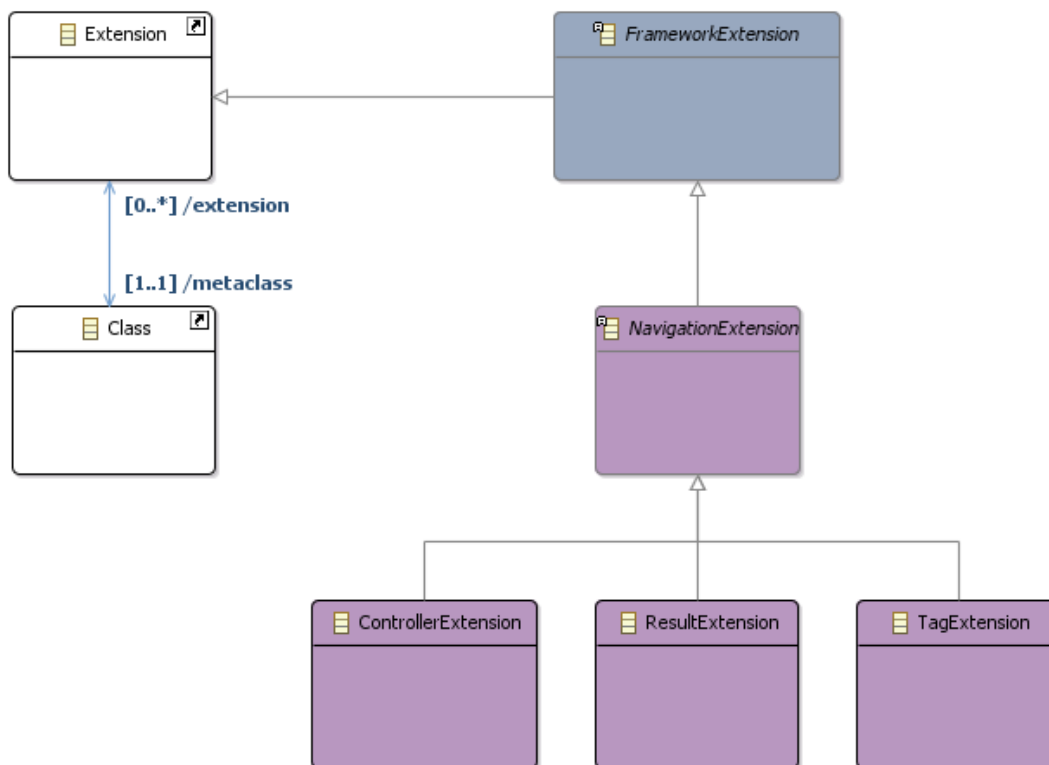 Extension
FrameworkExtension
[0..*] /extension
[1..1] /metaclass
Class
NavigationExtension
ControllerExtension
ResultExtension
TagExtension